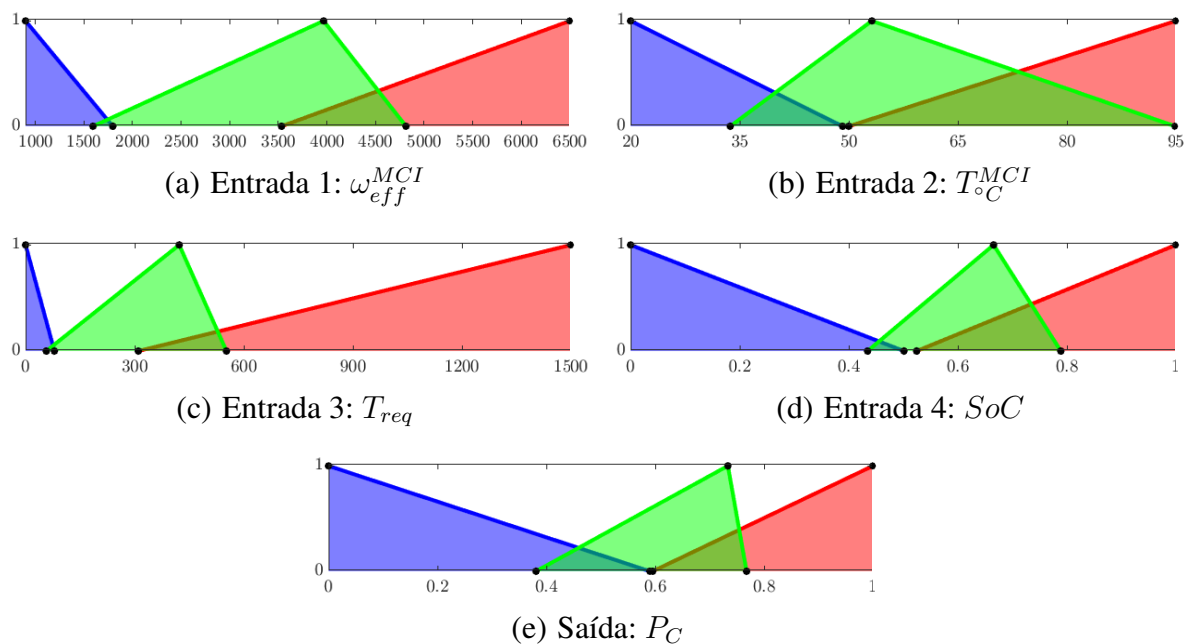 1
0
900 1500 2000 2500 3000 3500 4000 4500 5000 5500 6000 6500
(a) Entrada 1: ω_{eff}^{MCI}
1
0
20 35 50 65 80 95
(b) Entrada 2: T_{°C}^{MCI}
1
0
0 300 600 900 1200 1500
(c) Entrada 3: T_{req}
1
0
0 0.2 0.4 0.6 0.8 1
(d) Entrada 4: SoC
1
0
0 0.2 0.4 0.6 0.8 1
(e) Saída: P_C